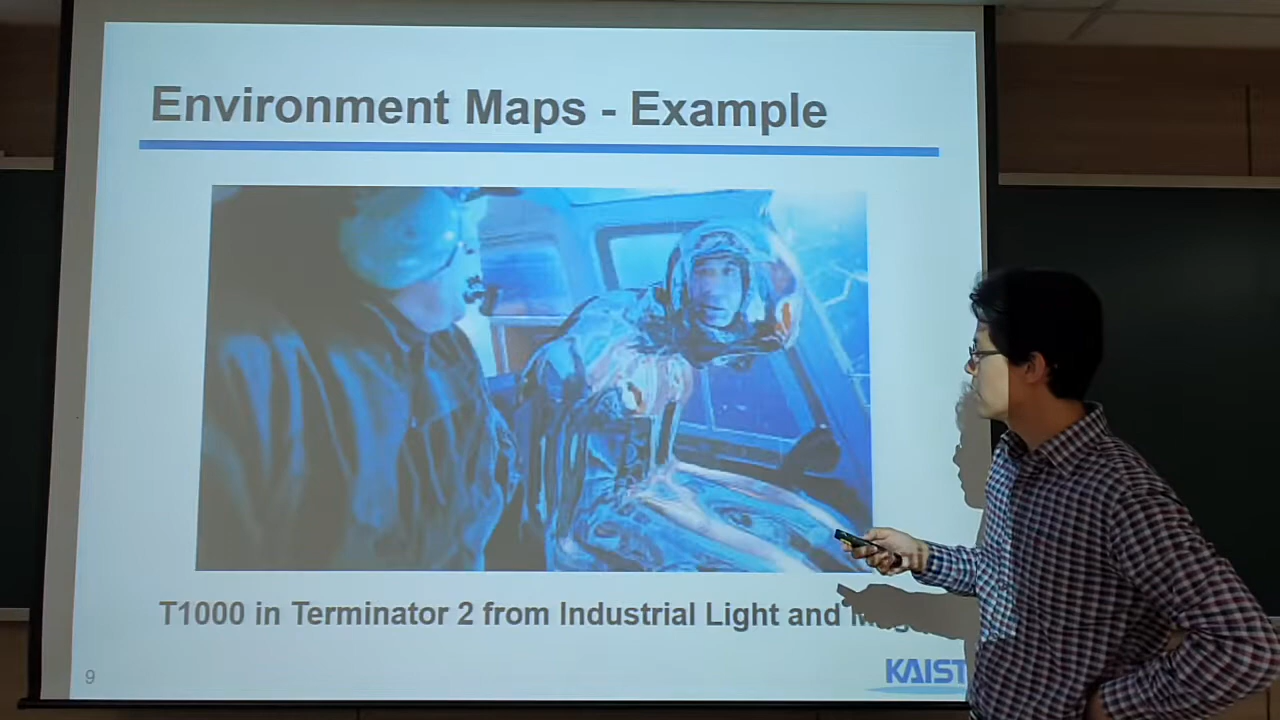 Environment Maps - Example
T1000 in Terminator 2 from Industrial Light and
9
KAIST